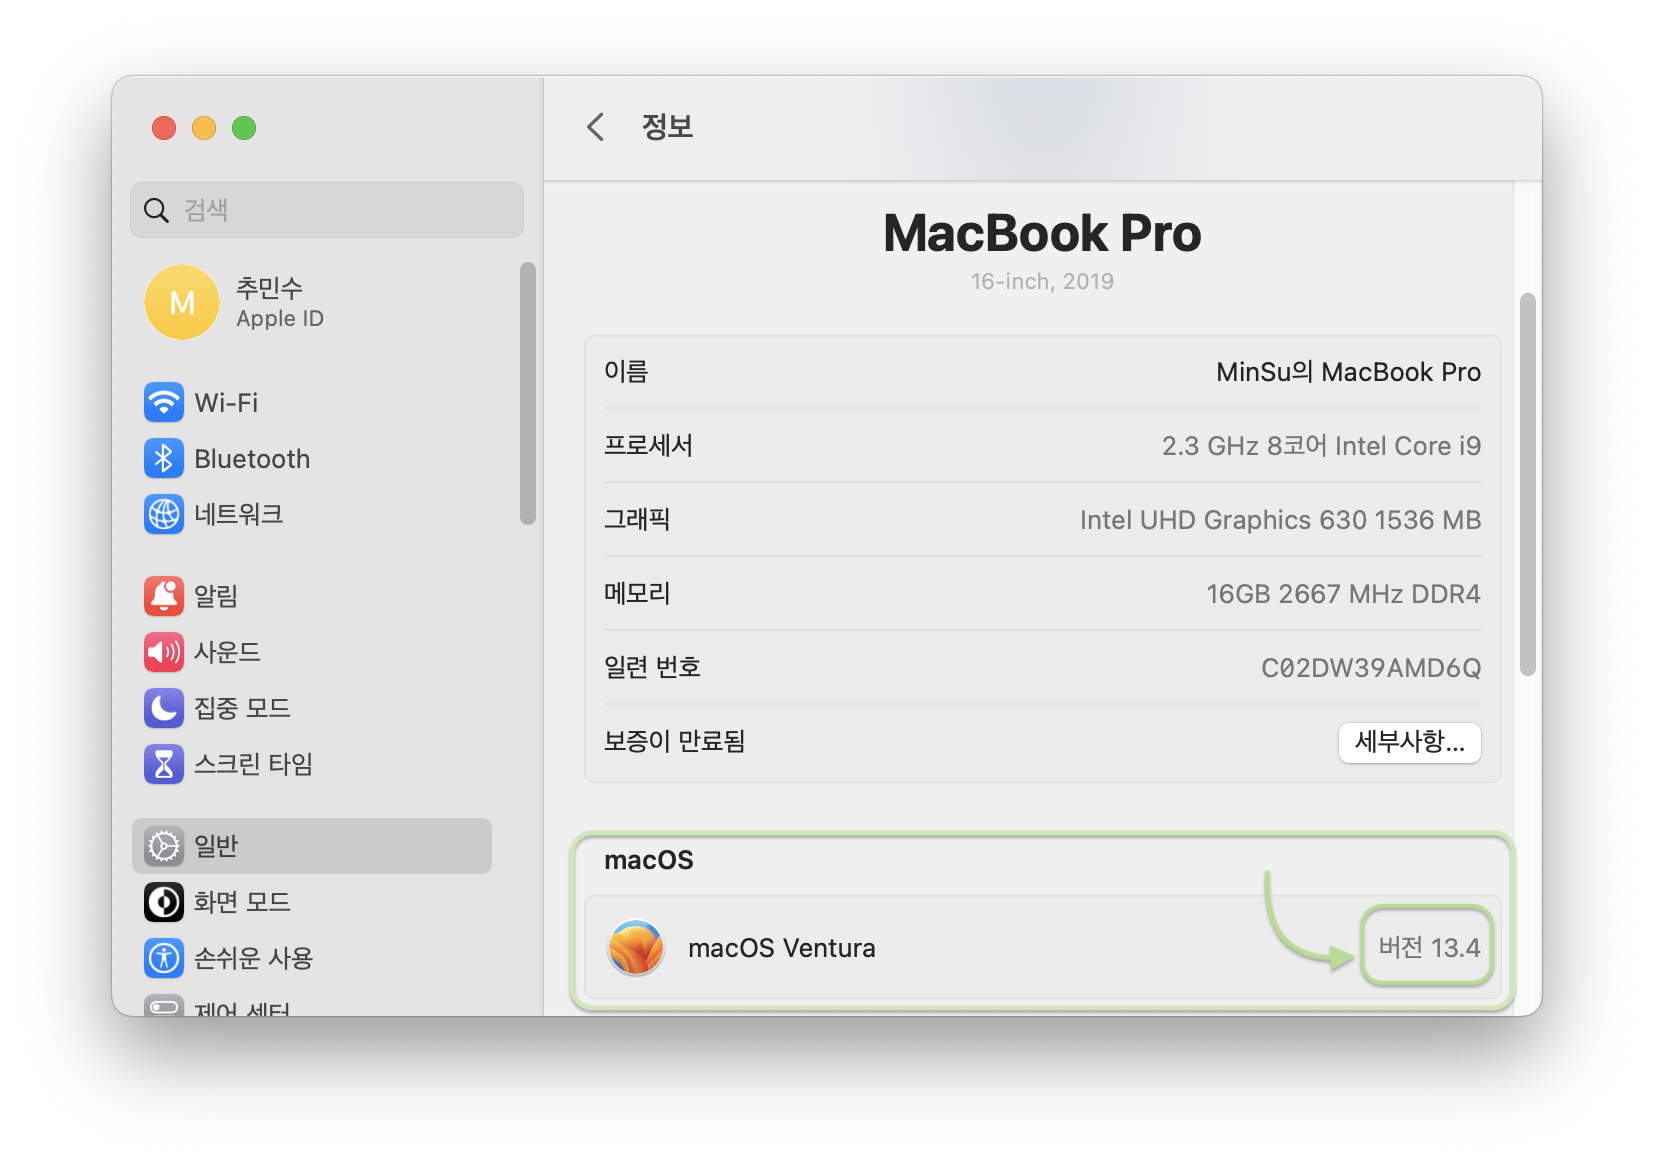 정보
검색
M
추민수
Apple ID
Wi-Fi
Bluetooth
네트워크
알림
사운드
집중 모드
스크린 타임
일반
화면 모드
손쉬운 사용
제어 센터
MacBook Pro
16-inch, 2019
이름 MinSu의 MacBook Pro
프로세서 2.3 GHz 8코어 Intel Core i9
그래픽 Intel UHD Graphics 630 1536 MB
메모리 16GB 2667 MHz DDR4
일련 번호 C02DW39AMD6Q
보증이 만료됨 세부사항...
macOS
macOS Ventura 버전 13.4